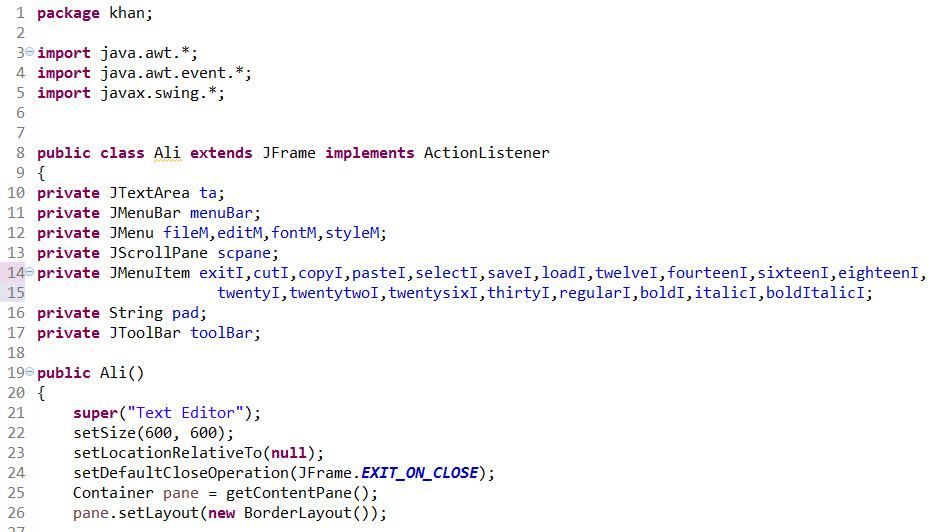 1 package khan;
2
3 import java.awt.*;
4 import java.awt.event.*;
5 import javax.swing.*;
6
7
8 public class Ali extends JFrame implements ActionListener
9 {
10 private JTextArea ta;
11 private JMenuBar menuBar;
12 private JMenu fileM,editM,fontM,styleM;
13 private JScrollPane scpane;
14 private JMenuItem exitI,cutI,copyI,pasteI,selectI,saveI,loadI,twelveI,fourteenI,sixteenI,eighteenI,
15                     twentyI,twentytwoI,twentysixI,thirtyI,regularI,boldI,italicI,boldItalicI;
16 private String pad;
17 private JToolBar toolBar;
18
19 public Ali()
20 {
21     super("Text Editor");
22     setSize(600, 600);
23     setLocationRelativeTo(null);
24     setDefaultCloseOperation(JFrame.EXIT_ON_CLOSE);
25     Container pane = getContentPane();
26     pane.setLayout(new BorderLayout());